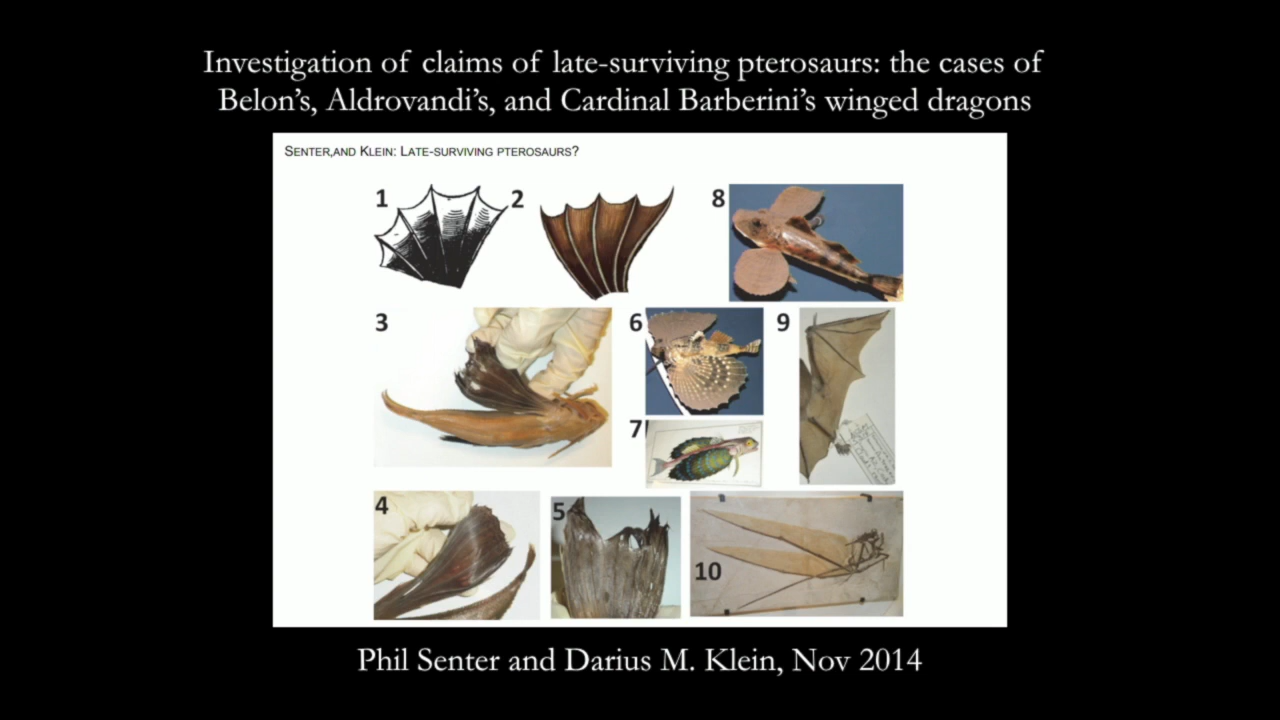 Investigation of claims of late-surviving pterosaurs: the cases of
Belon's, Aldrovandi's, and Cardinal Barberini's winged dragons
SENTER,AND KLEIN: LATE-SURVIVING PTEROSAURS?
1
2
8
3
6
9
7
4
5
10
Phil Senter and Darius M. Klein, Nov 2014